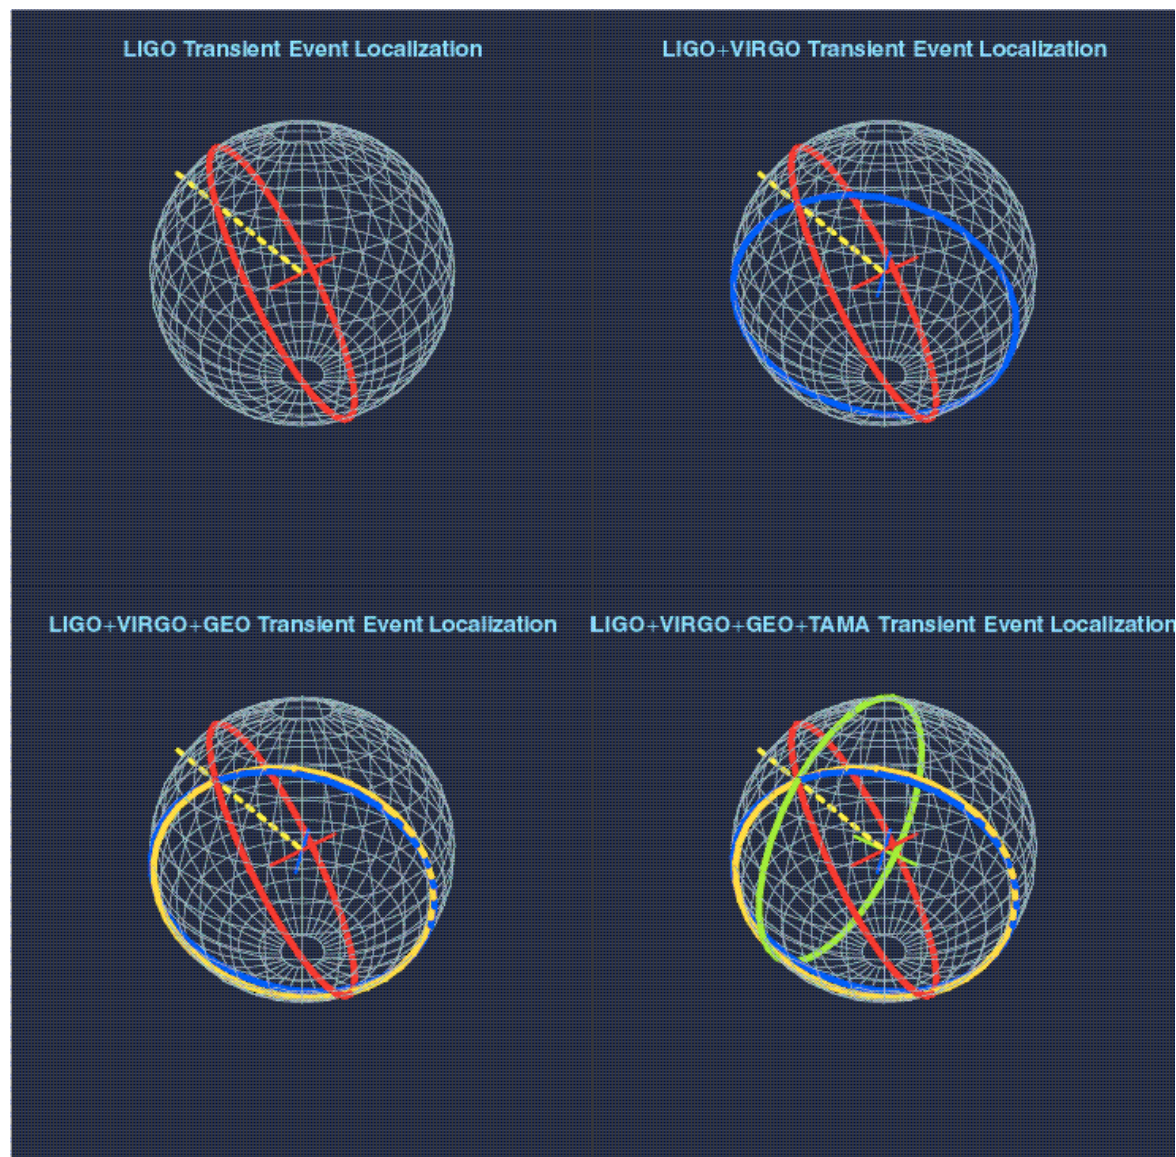 LIGO Transient Event Localization
LIGO+VIRGO Transient Event Localization
LIGO+VIRGO+GEO Transient Event Localization
LIGO+VIRGO+GEO+TAMA Transient Event Localization